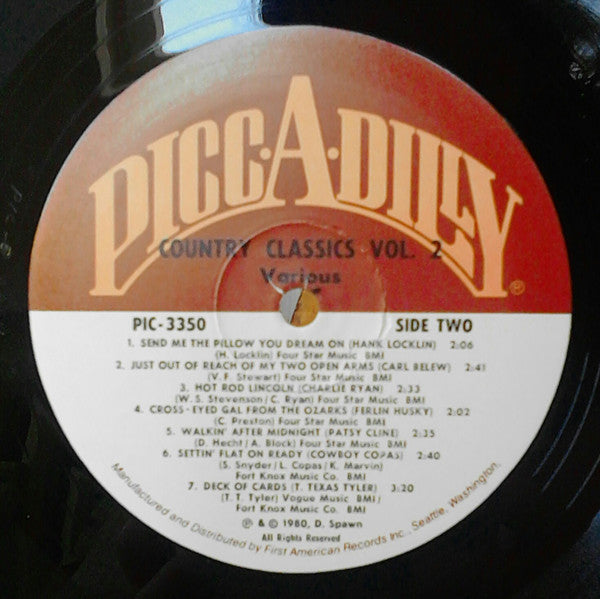 PICC·A·DILLY
®
COUNTRY CLASSICS VOL. 2
Various
PIC-3350 SIDE TWO
1. SEND ME THE PILLOW YOU DREAM ON (HANK LOCKLIN) 2:06
(H. Locklin) Four Star Music BMI
2. JUST OUT OF REACH OF MY TWO OPEN ARMS (CARL BELEW) 2:41
(V. F. Stewart) Four Star Music BMI
3. HOT ROD LINCOLN (CHARLIE RYAN) 2:33
(W. S. Stevenson/C. Ryan) Four Star Music BMI
4. CROSS-EYED GAL FROM THE OZARKS (FERLIN HUSKY) 2:02
(C. Preston) Four Star Music BMI
5. WALKIN' AFTER MIDNIGHT (PATSY CLINE) 2:35
(D. Hecht/A. Block) Four Star Music BMI
6. SETTIN' FLAT ON READY (COWBOY COPAS) 2:40
(S. Snyder/L. Copas/K. Marvin)
Fort Knox Music Co. BMI
7. DECK OF CARDS (T. TEXAS TYLER) 3:20
(T. T. Tyler) Vogue Music BMI/
Fort Knox Music Co. BMI
℗ & © 1980, D. Spawn
All Rights Reserved
Manufactured and Distributed by First American Records Inc., Seattle, Washington.